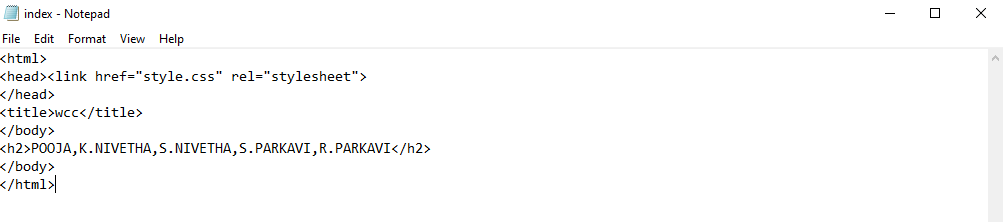 index - Notepad
File Edit Format View Help
<html>
<head><link href="style.css" rel="stylesheet">
</head>
<title>wcc</title>
</body>
<h2>POOJA,K.NIVETHA,S.NIVETHA,S.PARKAVI,R.PARKAVI</h2>
</body>
</html>